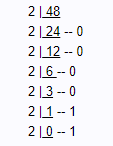 2 | 48
2 | 24 -- 0
2 | 12 -- 0
2 | 6 -- 0
2 | 3 -- 0
2 | 1 -- 1
2 | 0 -- 1